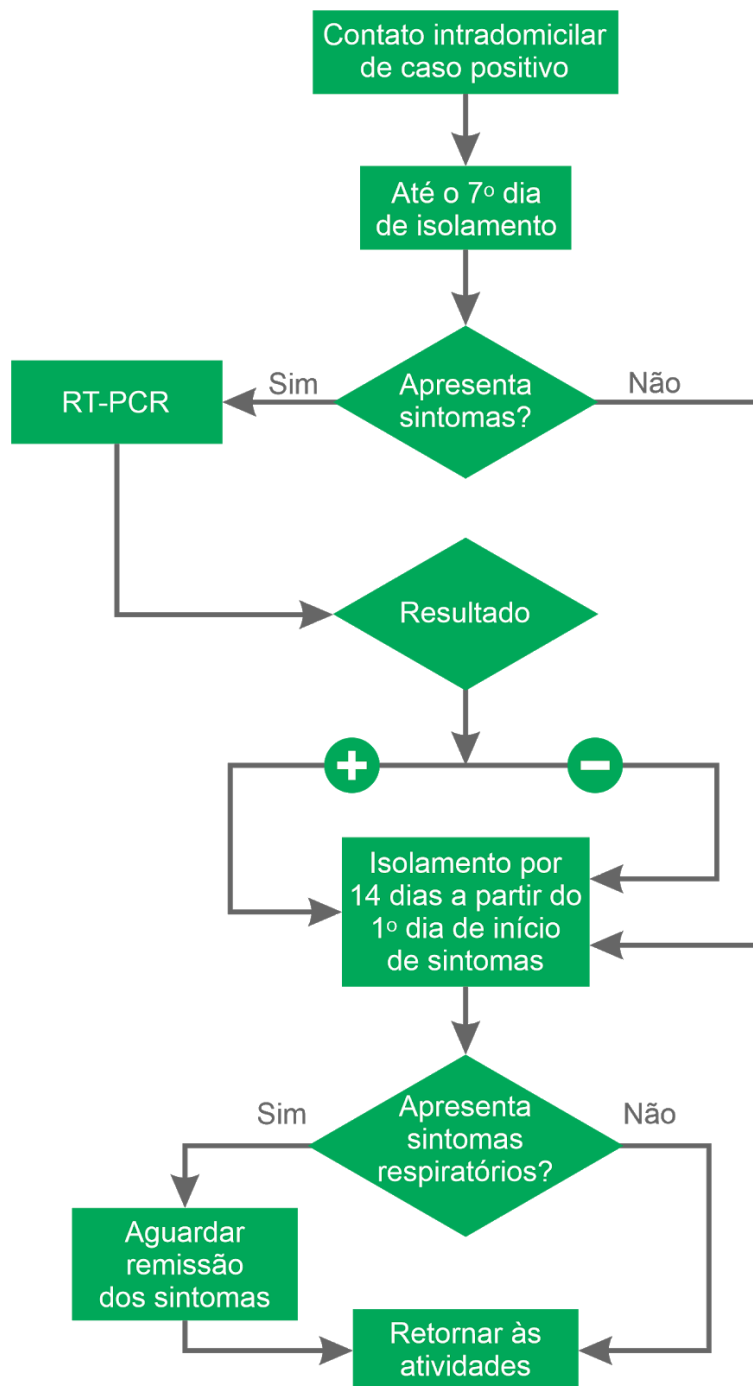 Contato intradomicilar
de caso positivo
Até o 7º dia
de isolamento
Apresenta
sintomas?
Sim
Não
RT-PCR
Resultado
+
−
Isolamento por
14 dias a partir do
1º dia de início
de sintomas
Apresenta
sintomas
respiratórios?
Sim
Não
Aguardar
remissão
dos sintomas
Retornar às
atividades